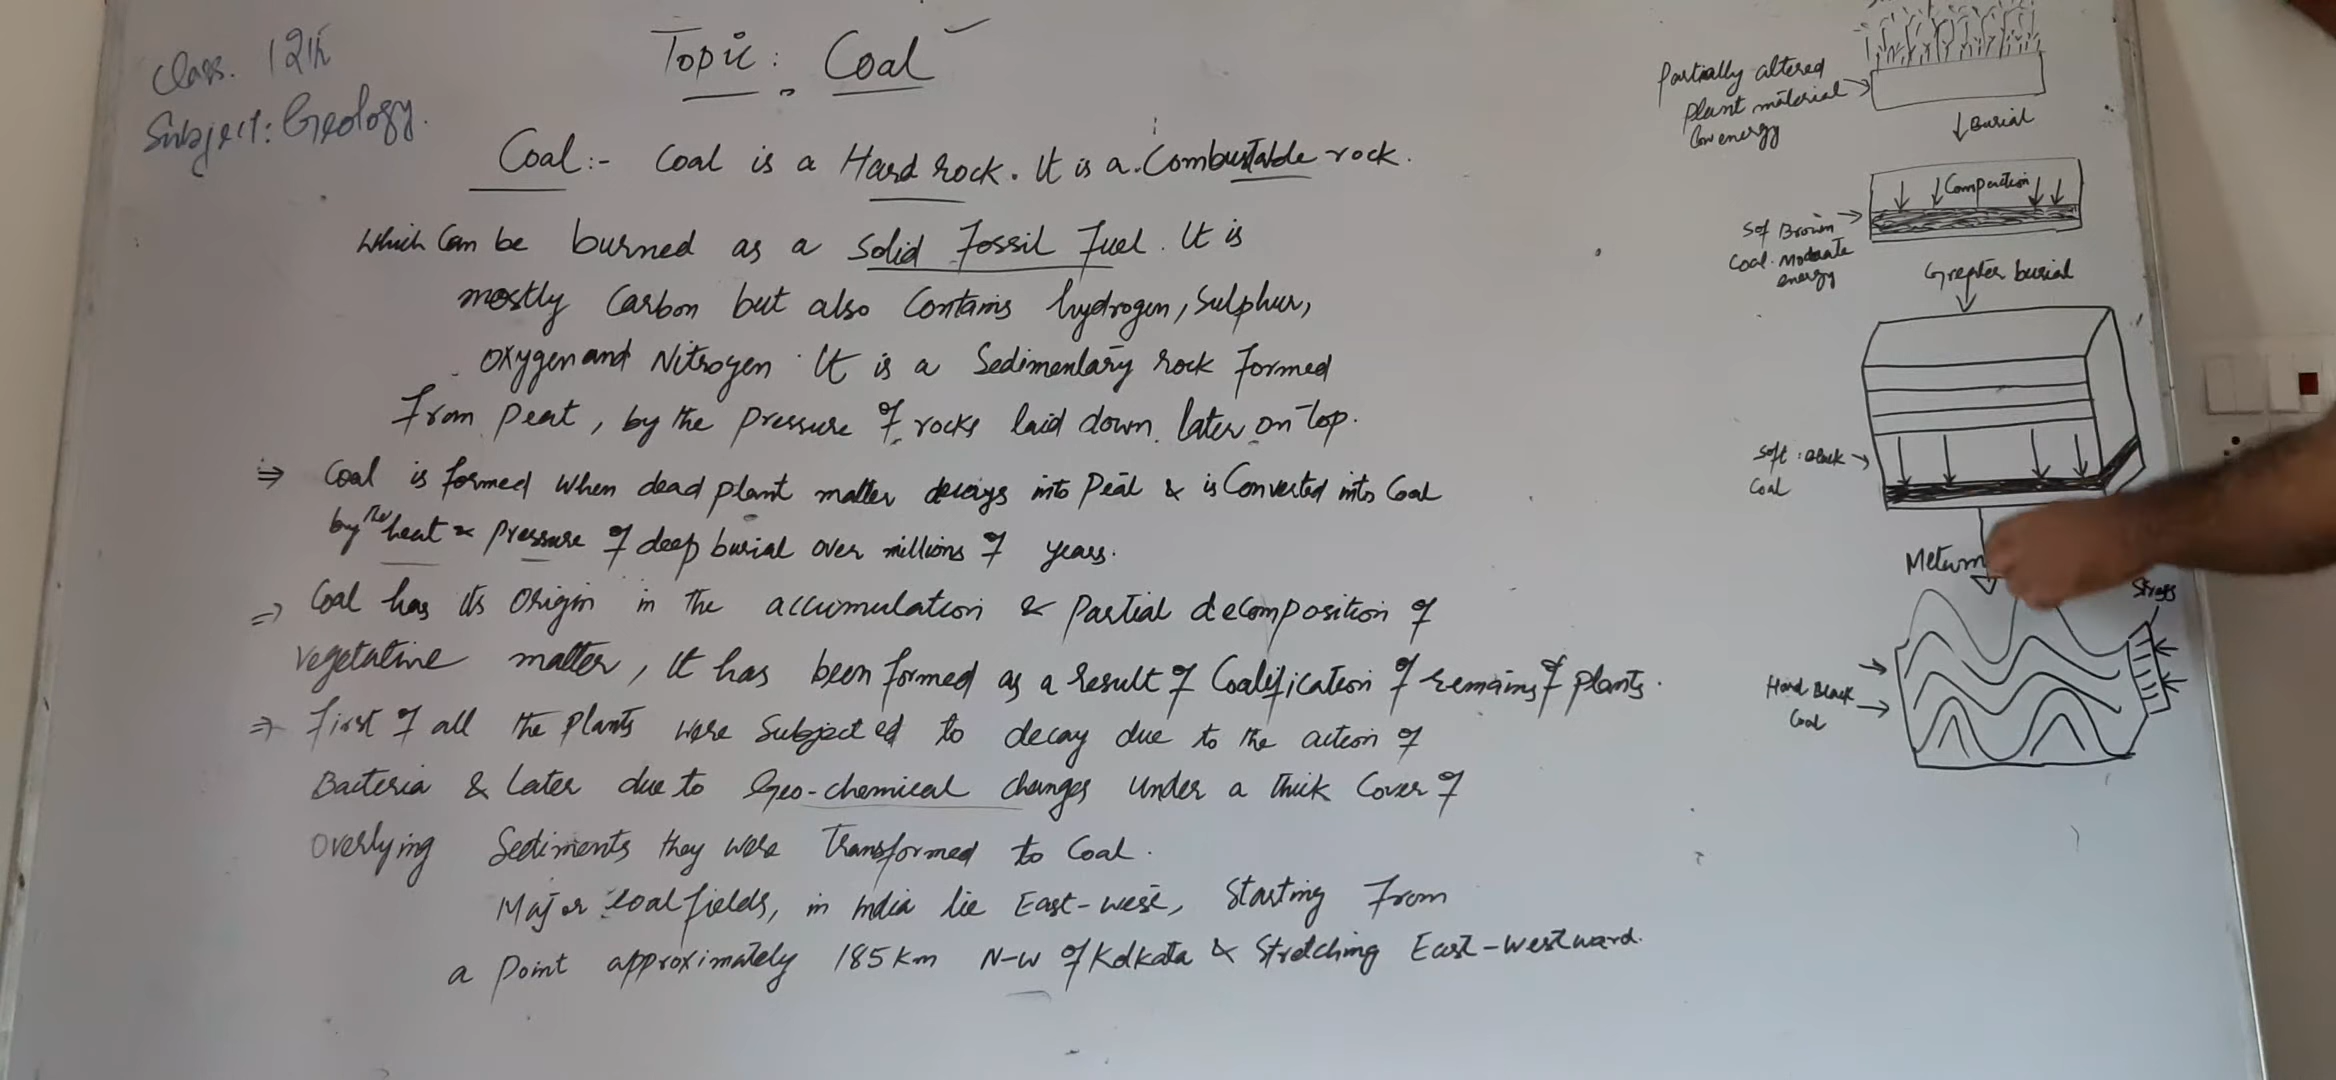 Class. 12th
Subject: Geology.
Topic: Coal
Coal:- Coal is a Hard rock. It is a Combustable rock.
which can be burned as a solid Fossil Fuel. It is
mostly Carbon but also Contains hydrogen, Sulphur,
Oxygen and Nitrogen. It is a Sedimentary rock formed
from Peat, by the Pressure of rocks laid down later on top.
⇒ Coal is formed when dead plant matter decays into Peat & is Converted into Coal
by the heat & Pressure of deep burial over millions of years.
⇒ Coal has its Origin in the accumulation & Partial decomposition of
vegetative matter, it has been formed as a result of Coalification of remains of plants.
⇒ First of all the Plants were Subjected to decay due to the action of
Bacteria & Later due to Geo-chemical changes under a thick Cover of
Overlying Sediments they were Transformed to Coal.
Major Coalfields, in India lie East-west, Starting From
a Point approximately 185 km N-W of Kolkata & Stretching East-westward.
Partially altered
Plant material
Low energy
Burial
Compaction
Sof Brown
Coal. Moderate
energy
Greater burial
Soft Black
Coal
Stress
Hard Black
Coal